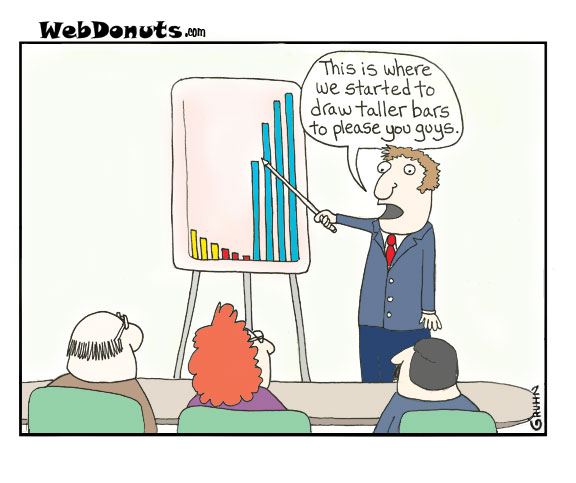 WebDonuts.com
This is where
we started to
draw taller bars
to please you guys.
GRUHN